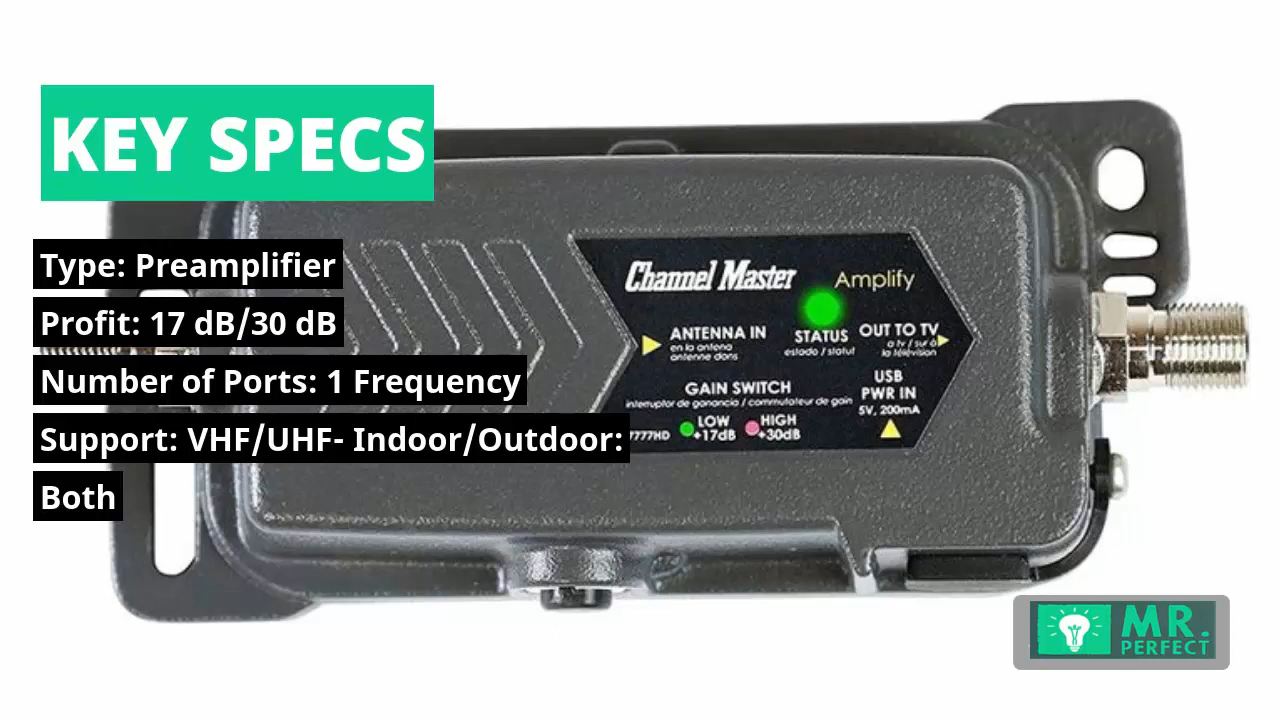 KEY SPECS
Type: Preamplifier
Profit: 17 dB/30 dB
Number of Ports: 1 Frequency
Support: VHF/UHF- Indoor/Outdoor:
Both
Channel Master Amplify
ANTENNA IN
en la antena
antenne dans
STATUS
estado / statut
OUT TO TV
a tv / sur à
la télévision
GAIN SWITCH
interruptor de ganancia / commutateur de gain
LOW
+17dB
HIGH
+30dB
USB
PWR IN
5V, 200mA
7777HD
MR.
PERFECT